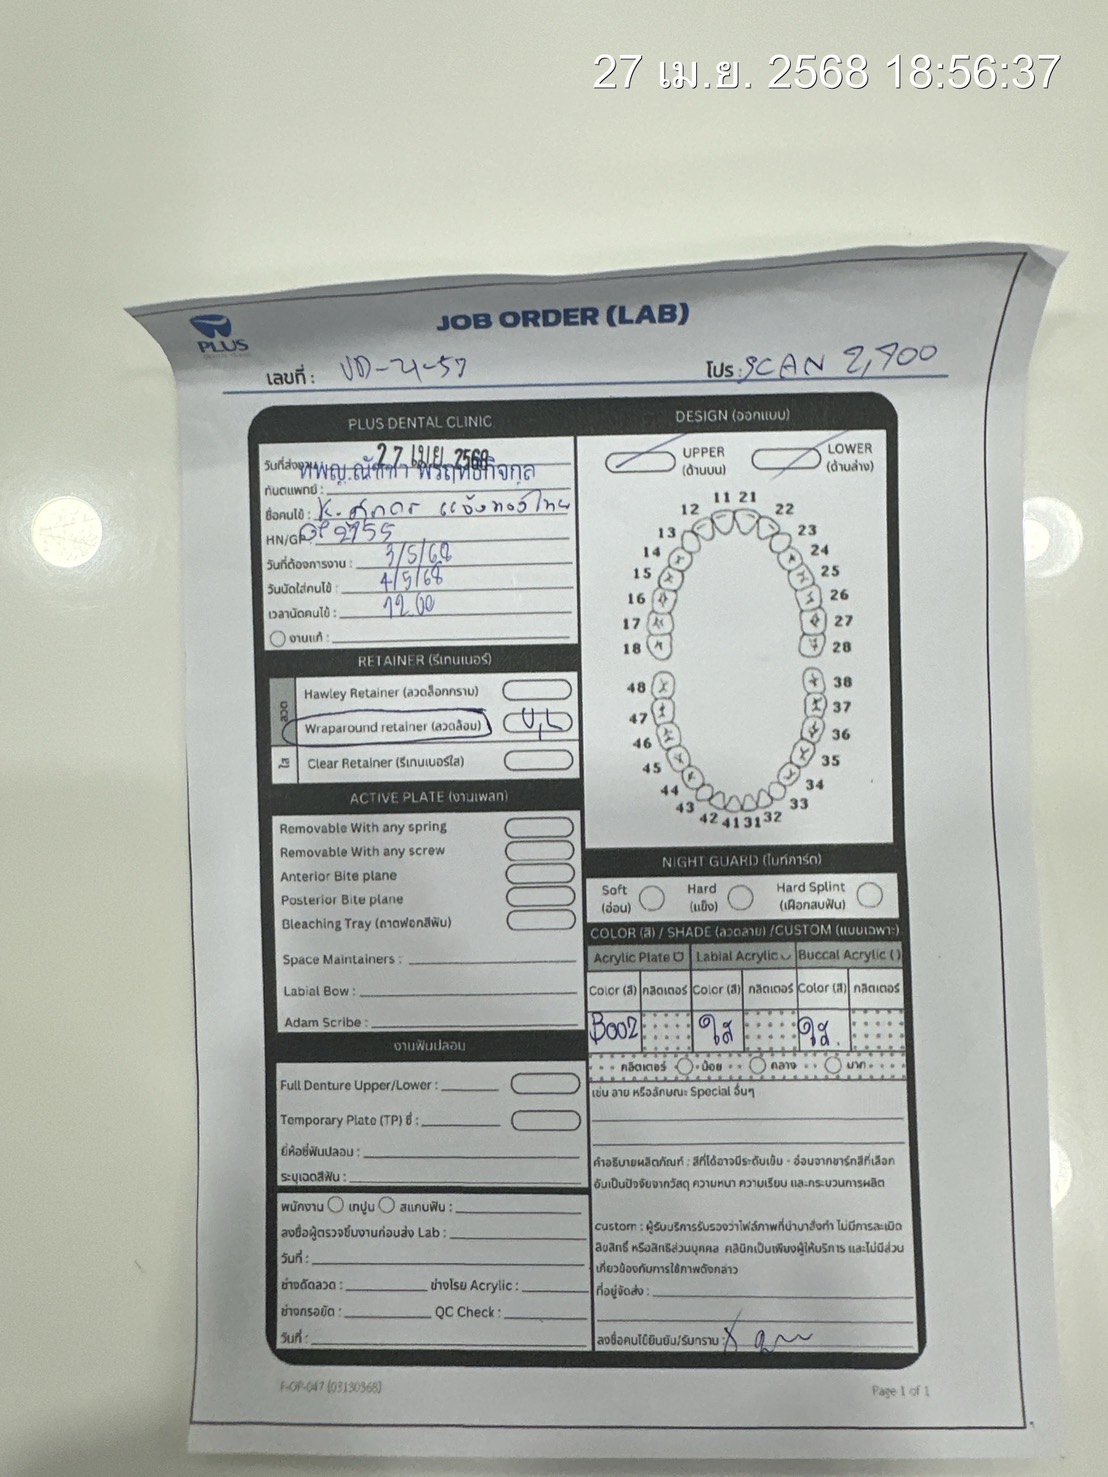 27 เม.ย. 2568 18:56:37
PLUS
JOB ORDER (LAB)
เลขที่ :
โปร : SCAN 2,900
PLUS DENTAL CLINIC
วันที่ส่งงาน 27 เมย 2568
ทันตแพทย์ :
ชื่อคนไข้ : K.
HN/GP: GP 2955
วันที่ต้องการงาน : 3/5/68
วันนัดใส่คนไข้ : 4/5/68
เวลานัดคนไข้ : 12.00
งานแก้ :
RETAINER (รีเทนเนอร์)
ลวด
Hawley Retainer (ลวดล็อกกราม)
Wraparound retainer (ลวดล้อม) U,L
ใส
Clear Retainer (รีเทนเนอร์ใส)
ACTIVE PLATE (งานเพลท)
Removable With any spring
Removable With any screw
Anterior Bite plane
Posterior Bite plane
Bleaching Tray (ถาดฟอกสีฟัน)
Space Maintainers :
Labial Bow :
Adam Scribe :
งานฟันปลอม
Full Denture Upper/Lower :
Temporary Plate (TP) ซี่ :
ยี่ห้อซี่ฟันปลอม :
ระบุเฉดสีฟัน :
พนักงาน เทปูน สแกนฟัน :
ลงชื่อผู้ตรวจชิ้นงานก่อนส่ง Lab :
วันที่ :
ช่างดัดลวด : ช่างโรย Acrylic :
ช่างกรอขัด : QC Check :
วันที่ :
DESIGN (ออกแบบ)
UPPER (ด้านบน)
LOWER (ด้านล่าง)
11 21
12 22
13 23
14 24
15 25
16 26
17 27
18 28
48 38
47 37
46 36
45 35
44 34
43 33
42 41 31 32
NIGHT GUARD (ไนท์การ์ด)
Soft (อ่อน)
Hard (แข็ง)
Hard Splint (เฝือกสบฟัน)
COLOR (สี) / SHADE (ลวดลาย) /CUSTOM (แบบเฉพาะ)
Acrylic Plate Labial Acrylic Buccal Acrylic ( )
Color (สี) กลิตเตอร์ Color (สี) กลิตเตอร์ Color (สี) กลิตเตอร์
B002 ใส ใส
กลิตเตอร์ น้อย กลาง มาก
เช่น ลาย หรือลักษณะ Special อื่นๆ
คำอธิบายผลิตภัณฑ์ : สีที่ได้อาจมีระดับเข้ม - อ่อนจากชาร์ทสีที่เลือก
อันเป็นปัจจัยจากวัสดุ ความหนา ความเรียบ และกระบวนการผลิต
custom : ผู้รับบริการรับรองว่าไฟล์ภาพที่นำมาสั่งทำ ไม่มีการละเมิด
ลิขสิทธิ์ หรือสิทธิส่วนบุคคล คลินิกเป็นเพียงผู้ให้บริการ และไม่มีส่วน
เกี่ยวข้องกับการใช้ภาพดังกล่าว
ที่อยู่จัดส่ง :
ลงชื่อคนไข้ยืนยัน/รับทราบ :
F-OP-047 (03130368)
Page 1 of 1